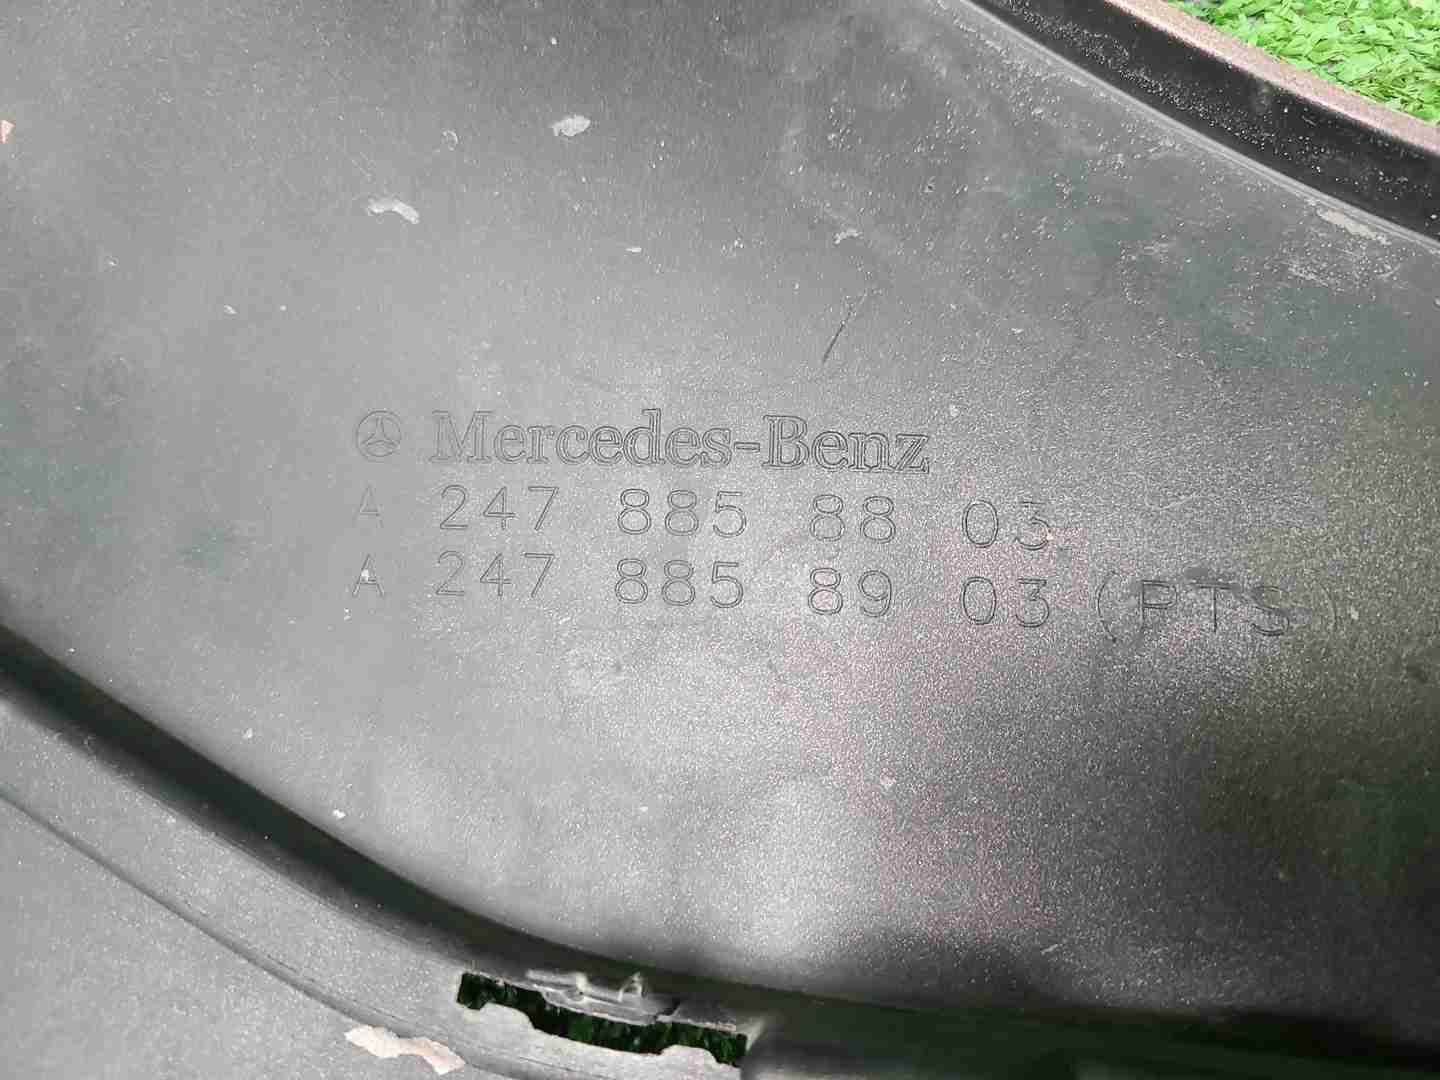 Mercedes-Benz
A 247 885 88 03
A 247 885 89 03 (PTS)